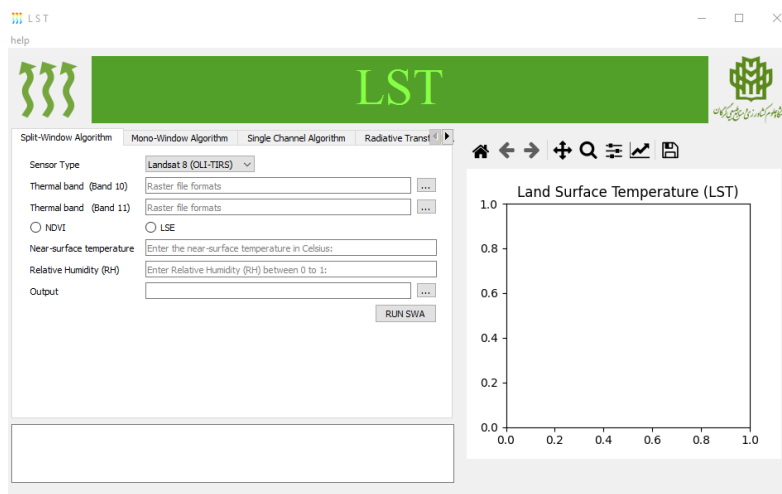 LST
help
LST
Split-Window Algorithm Mono-Window Algorithm Single Channel Algorithm Radiative Transf
Sensor Type Landsat 8 (OLI-TIRS)
Thermal band (Band 10) Raster file formats ...
Thermal band (Band 11) Raster file formats ...
NDVI LSE
Near-surface temperature Enter the near-surface temperature in Celsius:
Relative Humidity (RH) Enter Relative Humidity (RH) between 0 to 1:
Output ...
RUN SWA
Land Surface Temperature (LST)
1.0
0.8
0.6
0.4
0.2
0.0
0.0 0.2 0.4 0.6 0.8 1.0